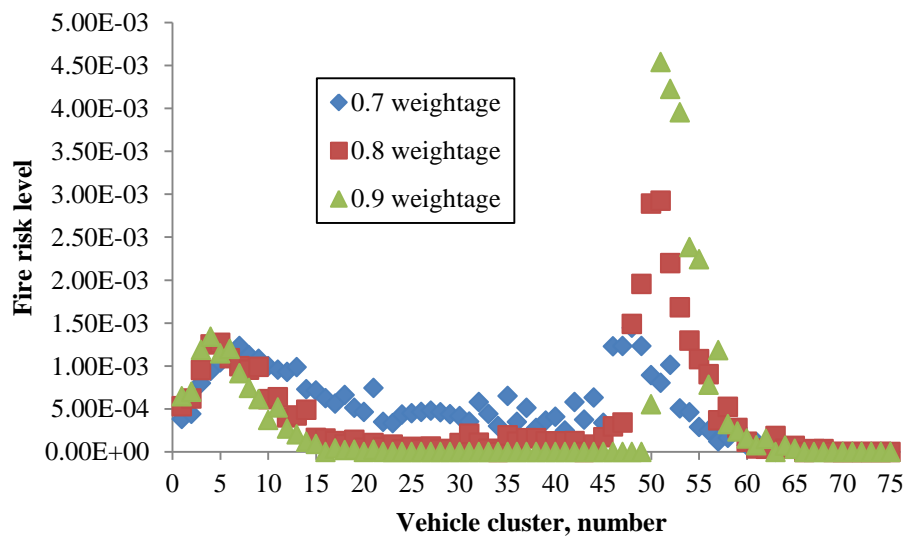 5.00E-03
4.50E-03
4.00E-03
3.50E-03
3.00E-03
2.50E-03
2.00E-03
1.50E-03
1.00E-03
5.00E-04
0.00E+00
Fire risk level
0.7 weightage
0.8 weightage
0.9 weightage
0 5 10 15 20 25 30 35 40 45 50 55 60 65 70 75
Vehicle cluster, number